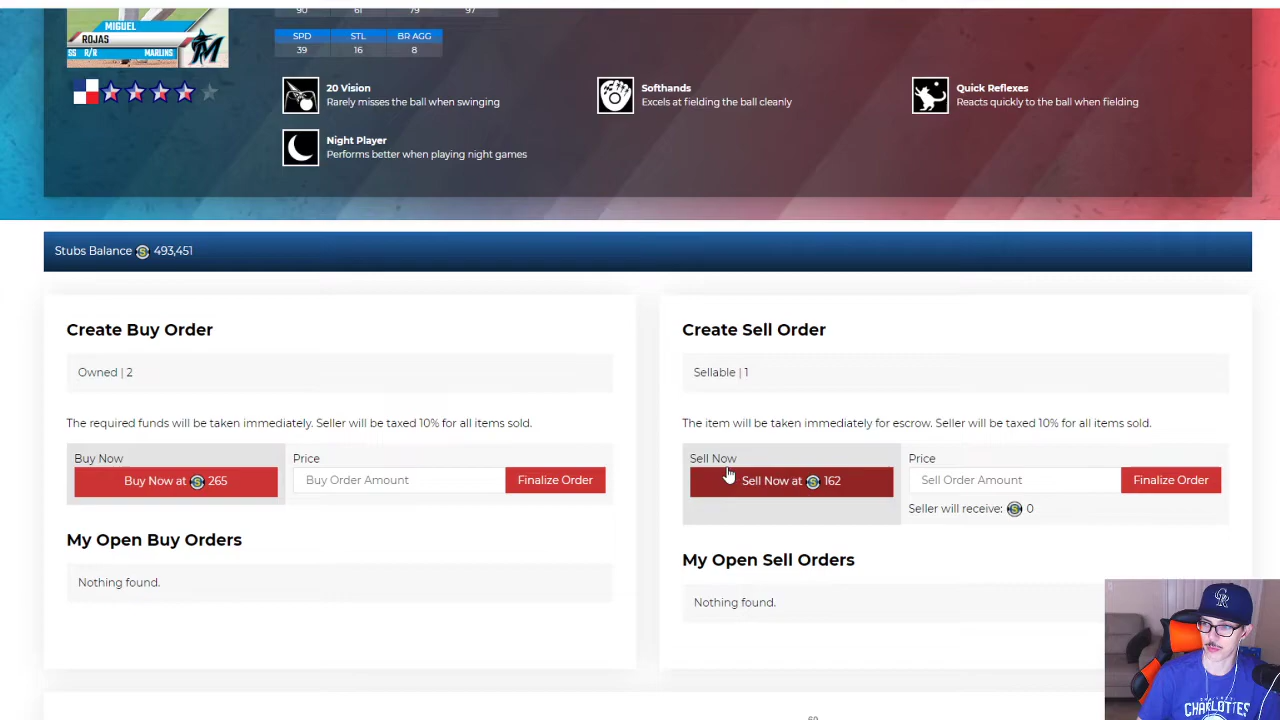 90 61 79 97
MIGUEL
ROJAS
SS R/R MARLINS
SPD STL BR AGG
39 16 8
20 Vision
Rarely misses the ball when swinging
Softhands
Excels at fielding the ball cleanly
Quick Reflexes
Reacts quickly to the ball when fielding
Night Player
Performs better when playing night games
Stubs Balance 493,451
Create Buy Order
Owned | 2
The required funds will be taken immediately. Seller will be taxed 10% for all items sold.
Buy Now
Price
Buy Now at 265
Buy Order Amount
Finalize Order
My Open Buy Orders
Nothing found.
Create Sell Order
Sellable | 1
The item will be taken immediately for escrow. Seller will be taxed 10% for all items sold.
Sell Now
Price
Sell Now at 162
Sell Order Amount
Finalize Order
Seller will receive: 0
My Open Sell Orders
Nothing found.
CR
CHARLOTTES